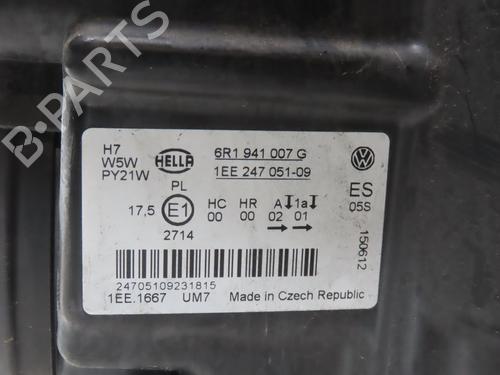 H7
W5W
PY21W
HELLA
6R1 941 007 G
1EE 247 051-09
PL
17,5
E1
HC HR A 1a
00 00 02 01
2714
VW
ES
05S
150612
24705109231815
1EE.1667 UM7 Made in Czech Republic
B-PARTS